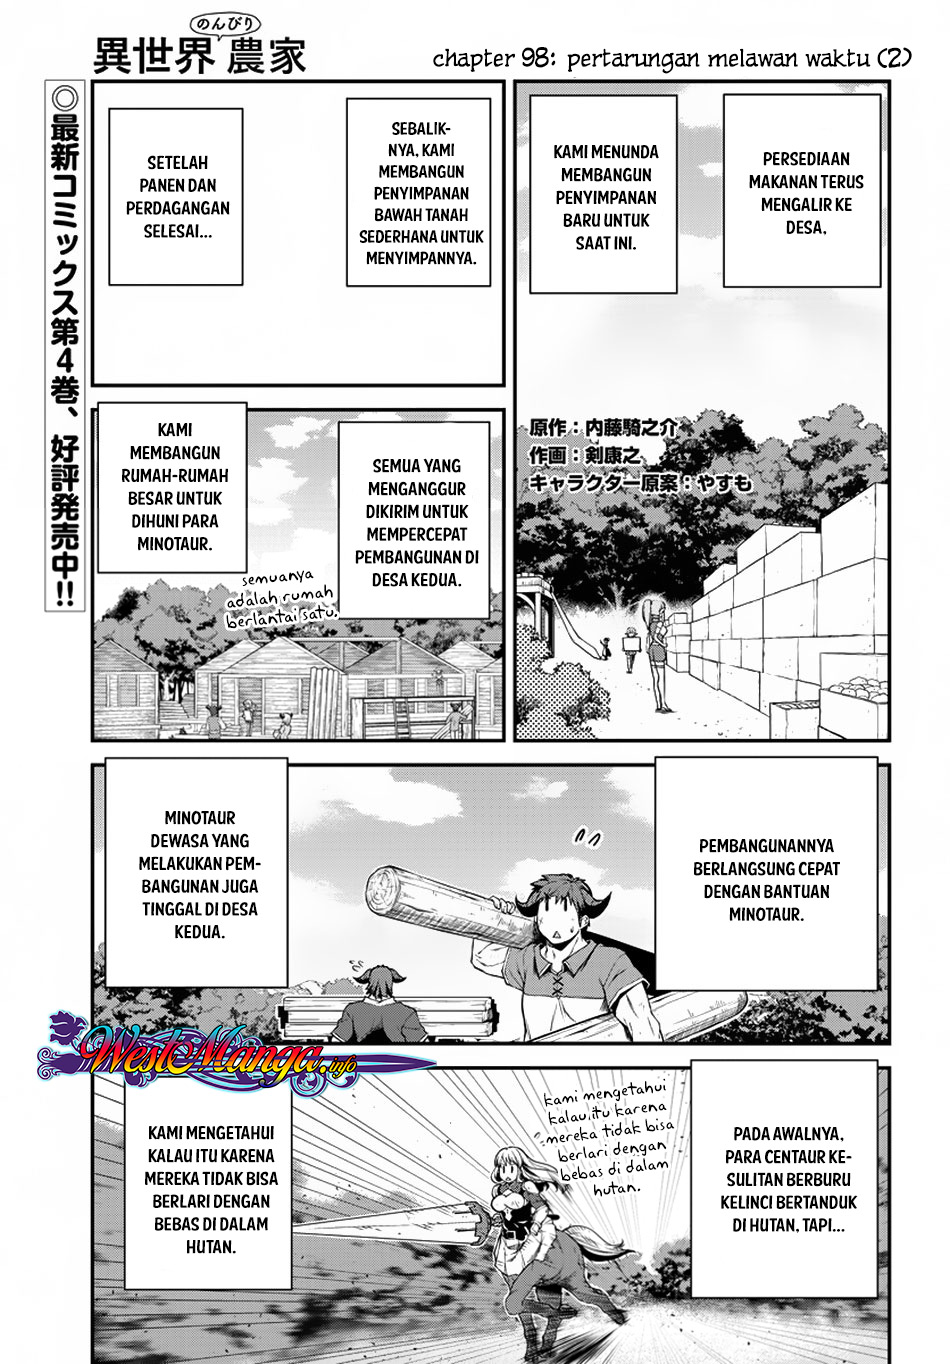 異世界のんびり農家
chapter 98: pertarungan melawan waktu (2)
◎最新コミックス第4巻、好評発売中!!
PERSEDIAAN
MAKANAN TERUS
MENGALIR KE
DESA,
KAMI MENUNDA
MEMBANGUN
PENYIMPANAN
BARU UNTUK
SAAT INI.
原作：内藤騎之介
作画：剣康之
キャラクター原案：やすも
SEBALIK-
NYA, KAMI
MEMBANGUN
PENYIMPANAN
BAWAH TANAH
SEDERHANA UNTUK
MENYIMPANNYA.
SETELAH
PANEN DAN
PERDAGANGAN
SELESAI...
SEMUA YANG
MENGANGGUR
DIKIRIM UNTUK
MEMPERCEPAT
PEMBANGUNAN DI
DESA KEDUA.
KAMI
MEMBANGUN
RUMAH-RUMAH
BESAR UNTUK
DIHUNI PARA
MINOTAUR.
semuanya
adalah rumah
berlantai satu.
PEMBANGUNANNYA
BERLANGSUNG CEPAT
DENGAN BANTUAN
MINOTAUR.
MINOTAUR
DEWASA YANG
MELAKUKAN PEM-
BANGUNAN JUGA
TINGGAL DI DESA
KEDUA.
WestManga.info
PADA AWALNYA,
PARA CENTAUR KE-
SULITAN BERBURU
KELINCI BERTANDUK
DI HUTAN, TAPI...
kami mengetahui
kalau itu karena
mereka tidak bisa
berlari dengan
bebas di dalam
hutan.
KAMI MENGETAHUI
KALAU ITU KARENA
MEREKA TIDAK BISA
BERLARI DENGAN
BEBAS DI DALAM
HUTAN.